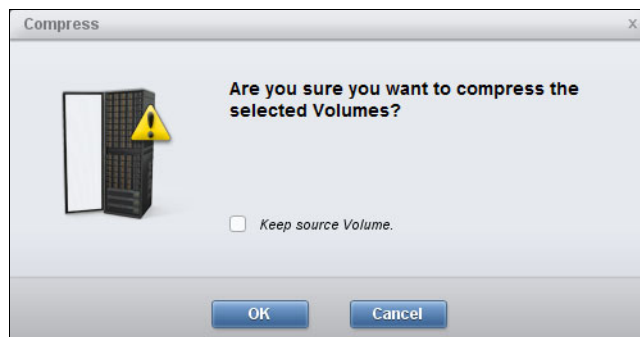 Compress
x
Are you sure you want to compress the
selected Volumes?
Keep source Volume.
OK
Cancel